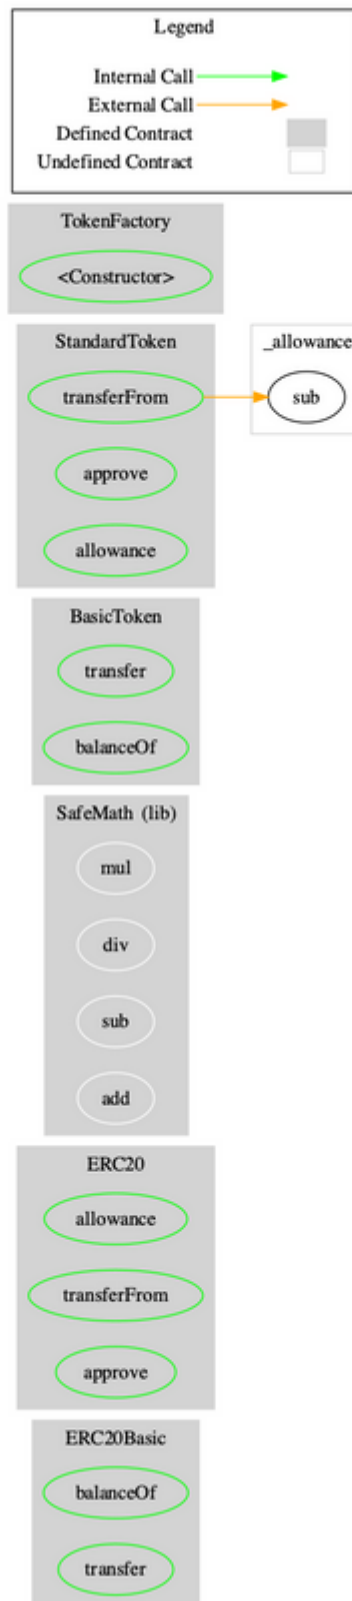 Legend
Internal Call
External Call
Defined Contract
Undefined Contract
TokenFactory
<Constructor>
StandardToken
_allowance
transferFrom
sub
approve
allowance
BasicToken
transfer
balanceOf
SafeMath (lib)
mul
div
sub
add
ERC20
allowance
transferFrom
approve
ERC20Basic
balanceOf
transfer